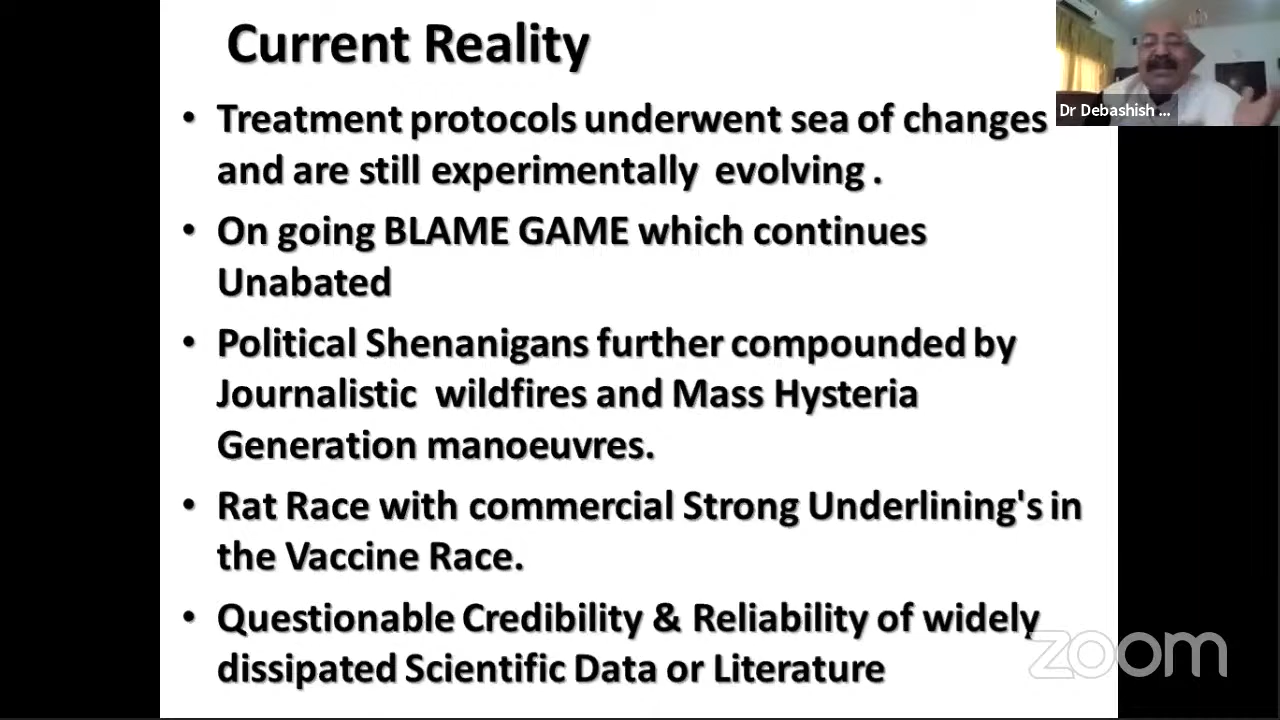 Current Reality
Dr Debashish ...
• Treatment protocols underwent sea of changes
and are still experimentally evolving .
• On going BLAME GAME which continues
Unabated
• Political Shenanigans further compounded by
Journalistic wildfires and Mass Hysteria
Generation manoeuvres.
• Rat Race with commercial Strong Underlining's in
the Vaccine Race.
• Questionable Credibility & Reliability of widely
dissipated Scientific Data or Literature
zoom